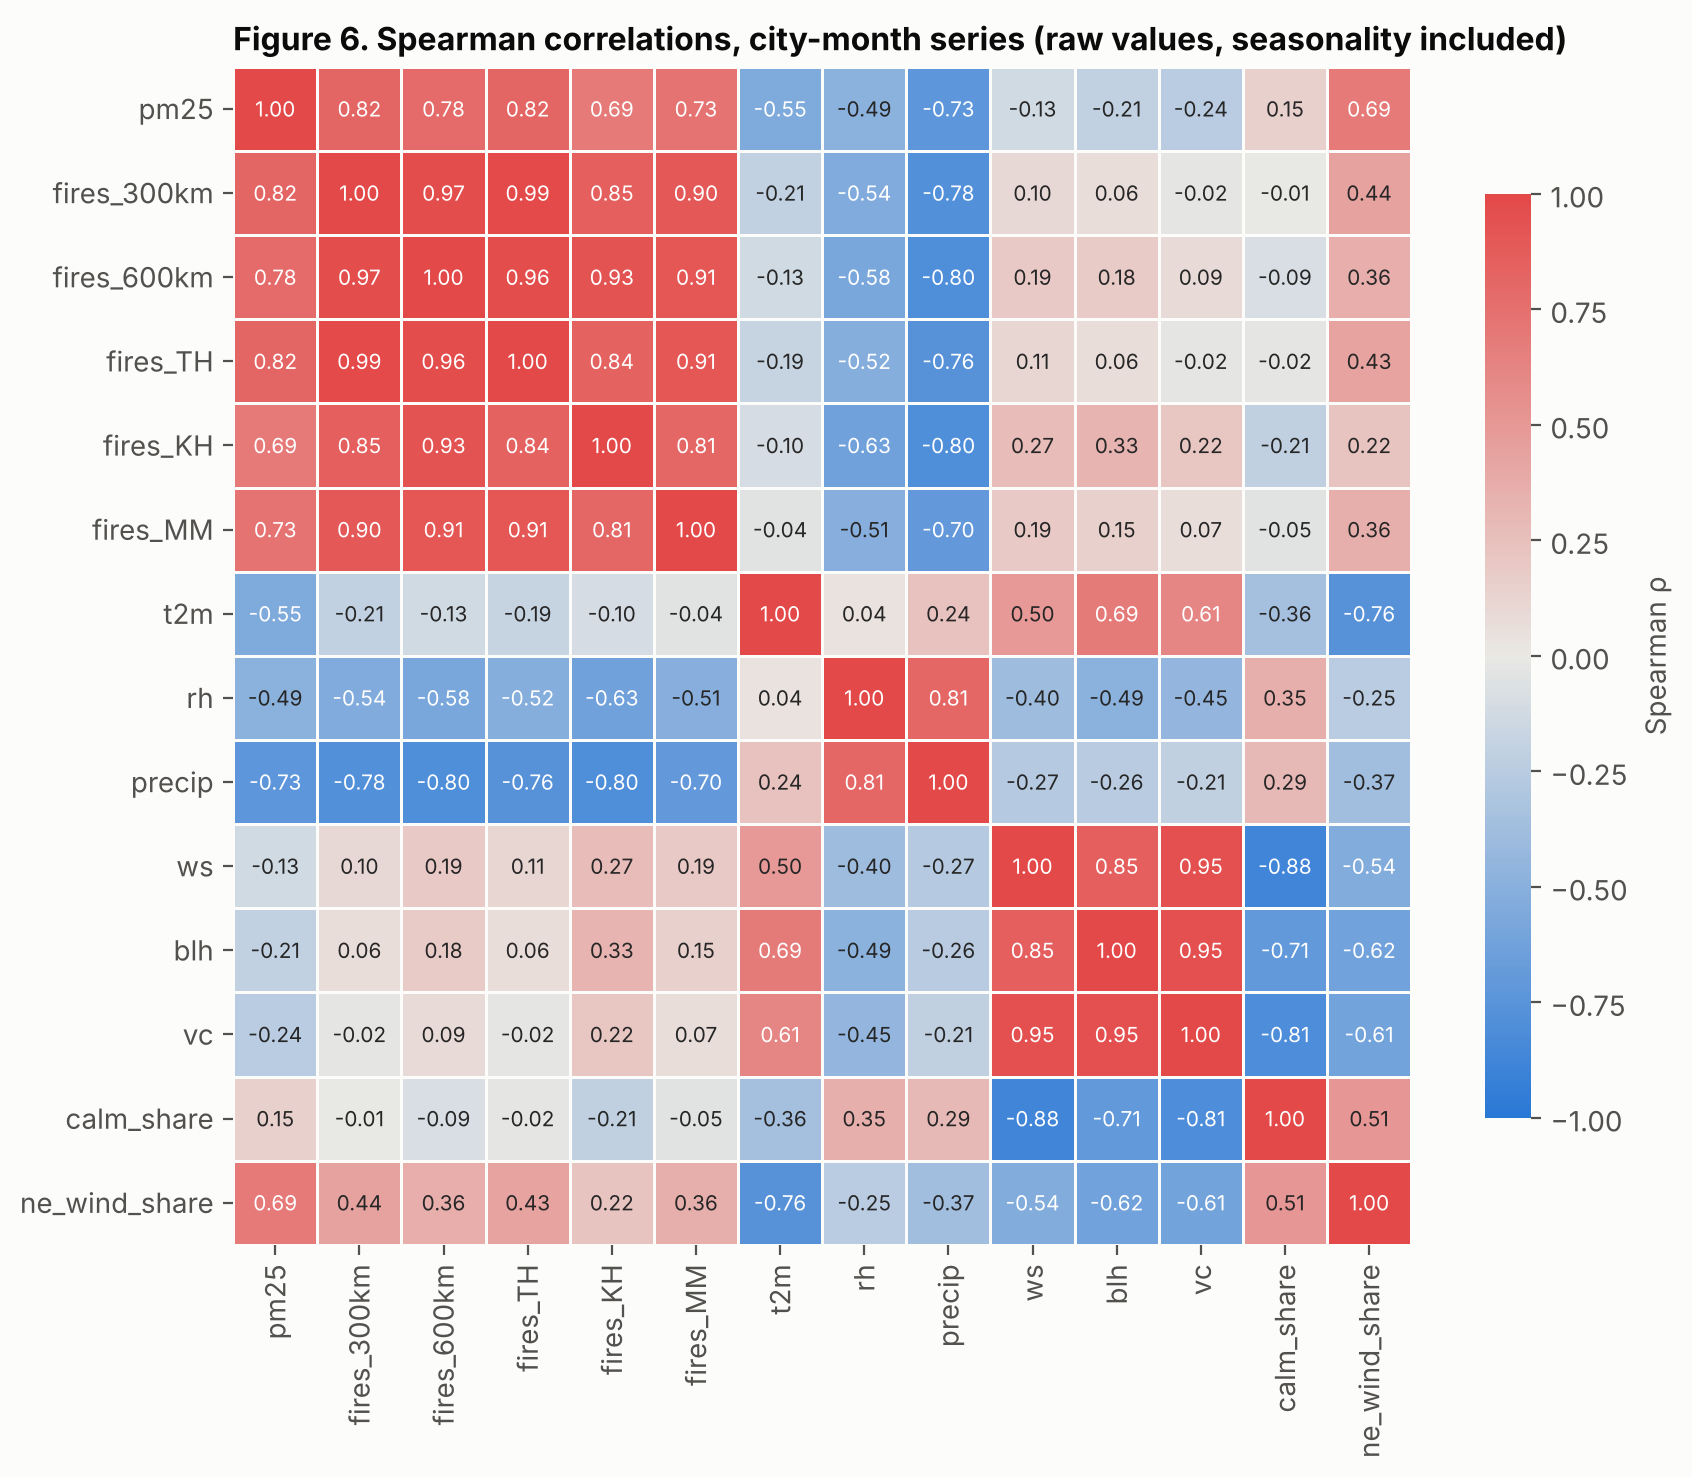 Figure 6. Spearman correlations, city-month series (raw values, seasonality included)
pm25 1.00 0.82 0.78 0.82 0.69 0.73 -0.55 -0.49 -0.73 -0.13 -0.21 -0.24 0.15 0.69
fires_300km 0.82 1.00 0.97 0.99 0.85 0.90 -0.21 -0.54 -0.78 0.10 0.06 -0.02 -0.01 0.44
fires_600km 0.78 0.97 1.00 0.96 0.93 0.91 -0.13 -0.58 -0.80 0.19 0.18 0.09 -0.09 0.36
fires_TH 0.82 0.99 0.96 1.00 0.84 0.91 -0.19 -0.52 -0.76 0.11 0.06 -0.02 -0.02 0.43
fires_KH 0.69 0.85 0.93 0.84 1.00 0.81 -0.10 -0.63 -0.80 0.27 0.33 0.22 -0.21 0.22
fires_MM 0.73 0.90 0.91 0.91 0.81 1.00 -0.04 -0.51 -0.70 0.19 0.15 0.07 -0.05 0.36
t2m -0.55 -0.21 -0.13 -0.19 -0.10 -0.04 1.00 0.04 0.24 0.50 0.69 0.61 -0.36 -0.76
rh -0.49 -0.54 -0.58 -0.52 -0.63 -0.51 0.04 1.00 0.81 -0.40 -0.49 -0.45 0.35 -0.25
precip -0.73 -0.78 -0.80 -0.76 -0.80 -0.70 0.24 0.81 1.00 -0.27 -0.26 -0.21 0.29 -0.37
ws -0.13 0.10 0.19 0.11 0.27 0.19 0.50 -0.40 -0.27 1.00 0.85 0.95 -0.88 -0.54
blh -0.21 0.06 0.18 0.06 0.33 0.15 0.69 -0.49 -0.26 0.85 1.00 0.95 -0.71 -0.62
vc -0.24 -0.02 0.09 -0.02 0.22 0.07 0.61 -0.45 -0.21 0.95 0.95 1.00 -0.81 -0.61
calm_share 0.15 -0.01 -0.09 -0.02 -0.21 -0.05 -0.36 0.35 0.29 -0.88 -0.71 -0.81 1.00 0.51
ne_wind_share 0.69 0.44 0.36 0.43 0.22 0.36 -0.76 -0.25 -0.37 -0.54 -0.62 -0.61 0.51 1.00
pm25 fires_300km fires_600km fires_TH fires_KH fires_MM t2m rh precip ws blh vc calm_share ne_wind_share
1.00
0.75
0.50
0.25
0.00
−0.25
−0.50
−0.75
−1.00
Spearman ρ